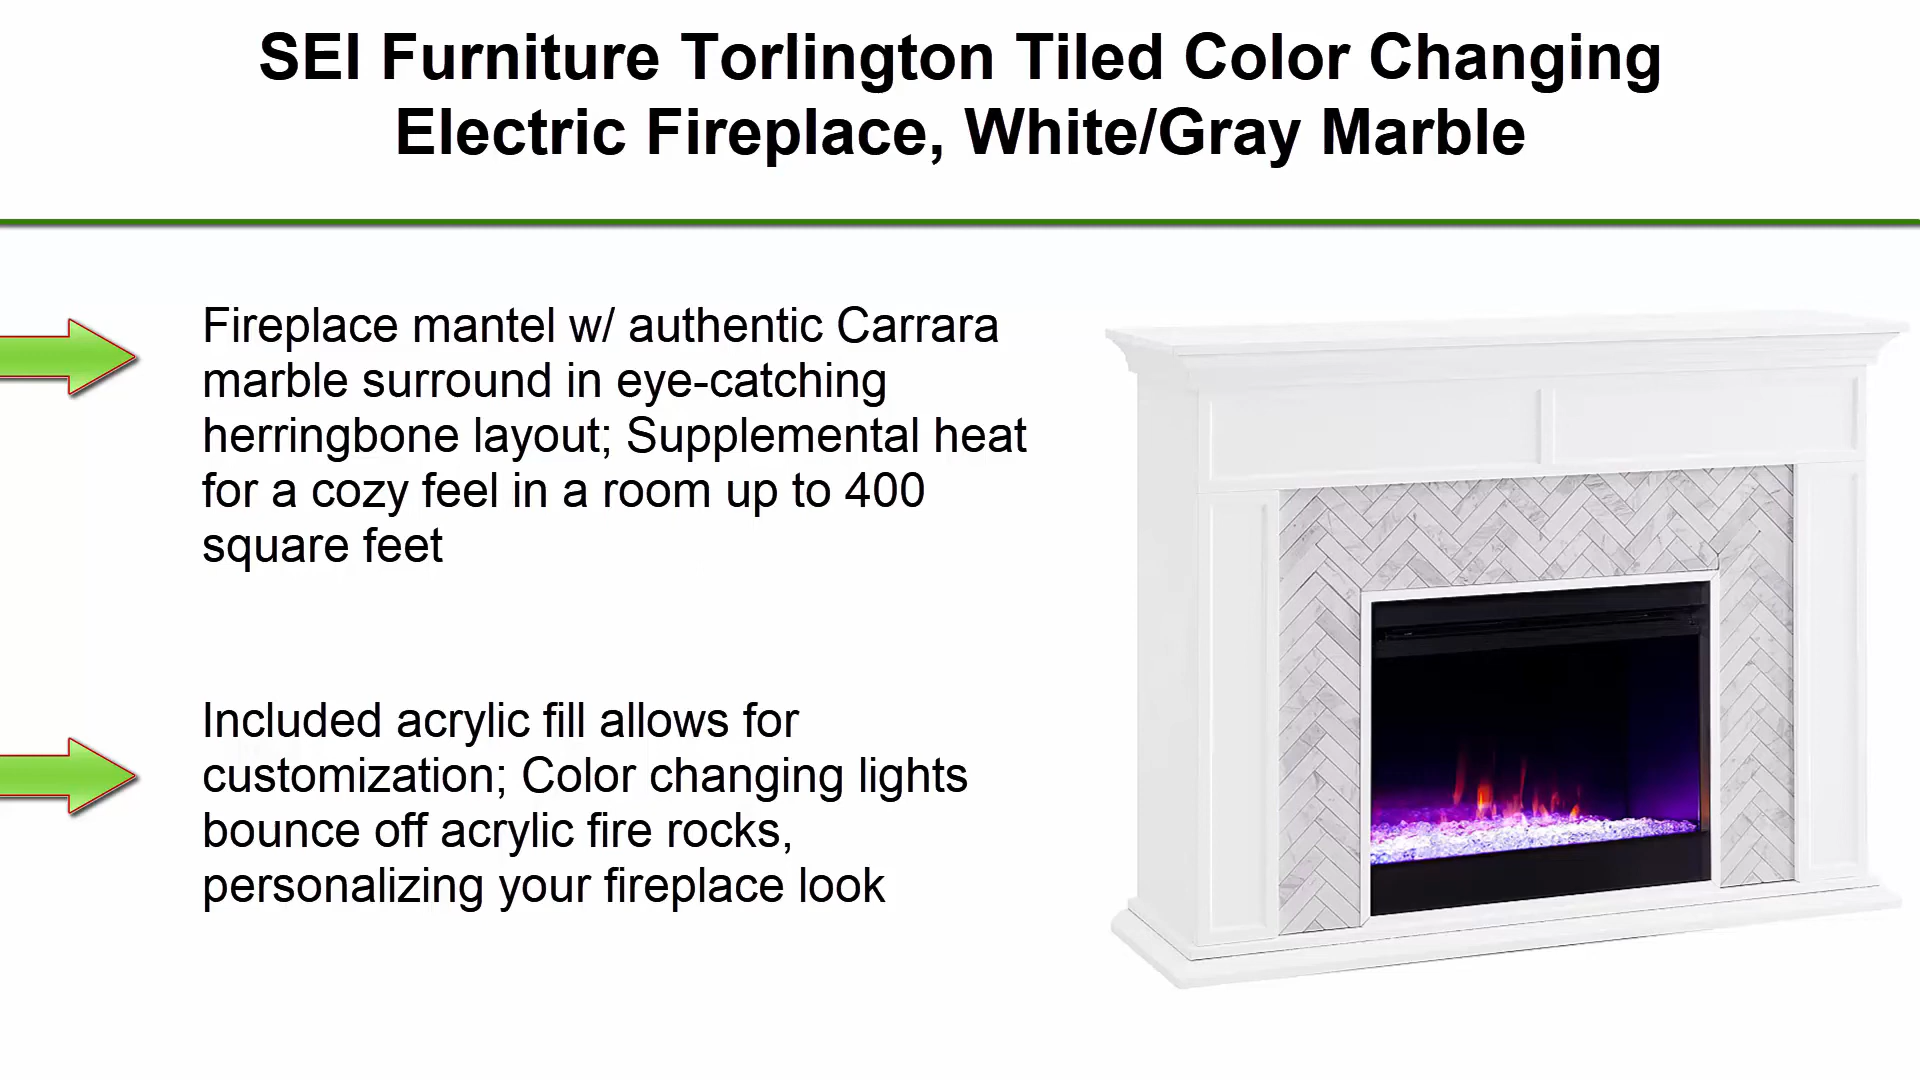 SEI Furniture Torlington Tiled Color Changing
Electric Fireplace, White/Gray Marble
Fireplace mantel w/ authentic Carrara
marble surround in eye-catching
herringbone layout; Supplemental heat
for a cozy feel in a room up to 400
square feet
Included acrylic fill allows for
customization; Color changing lights
bounce off acrylic fire rocks,
personalizing your fireplace look